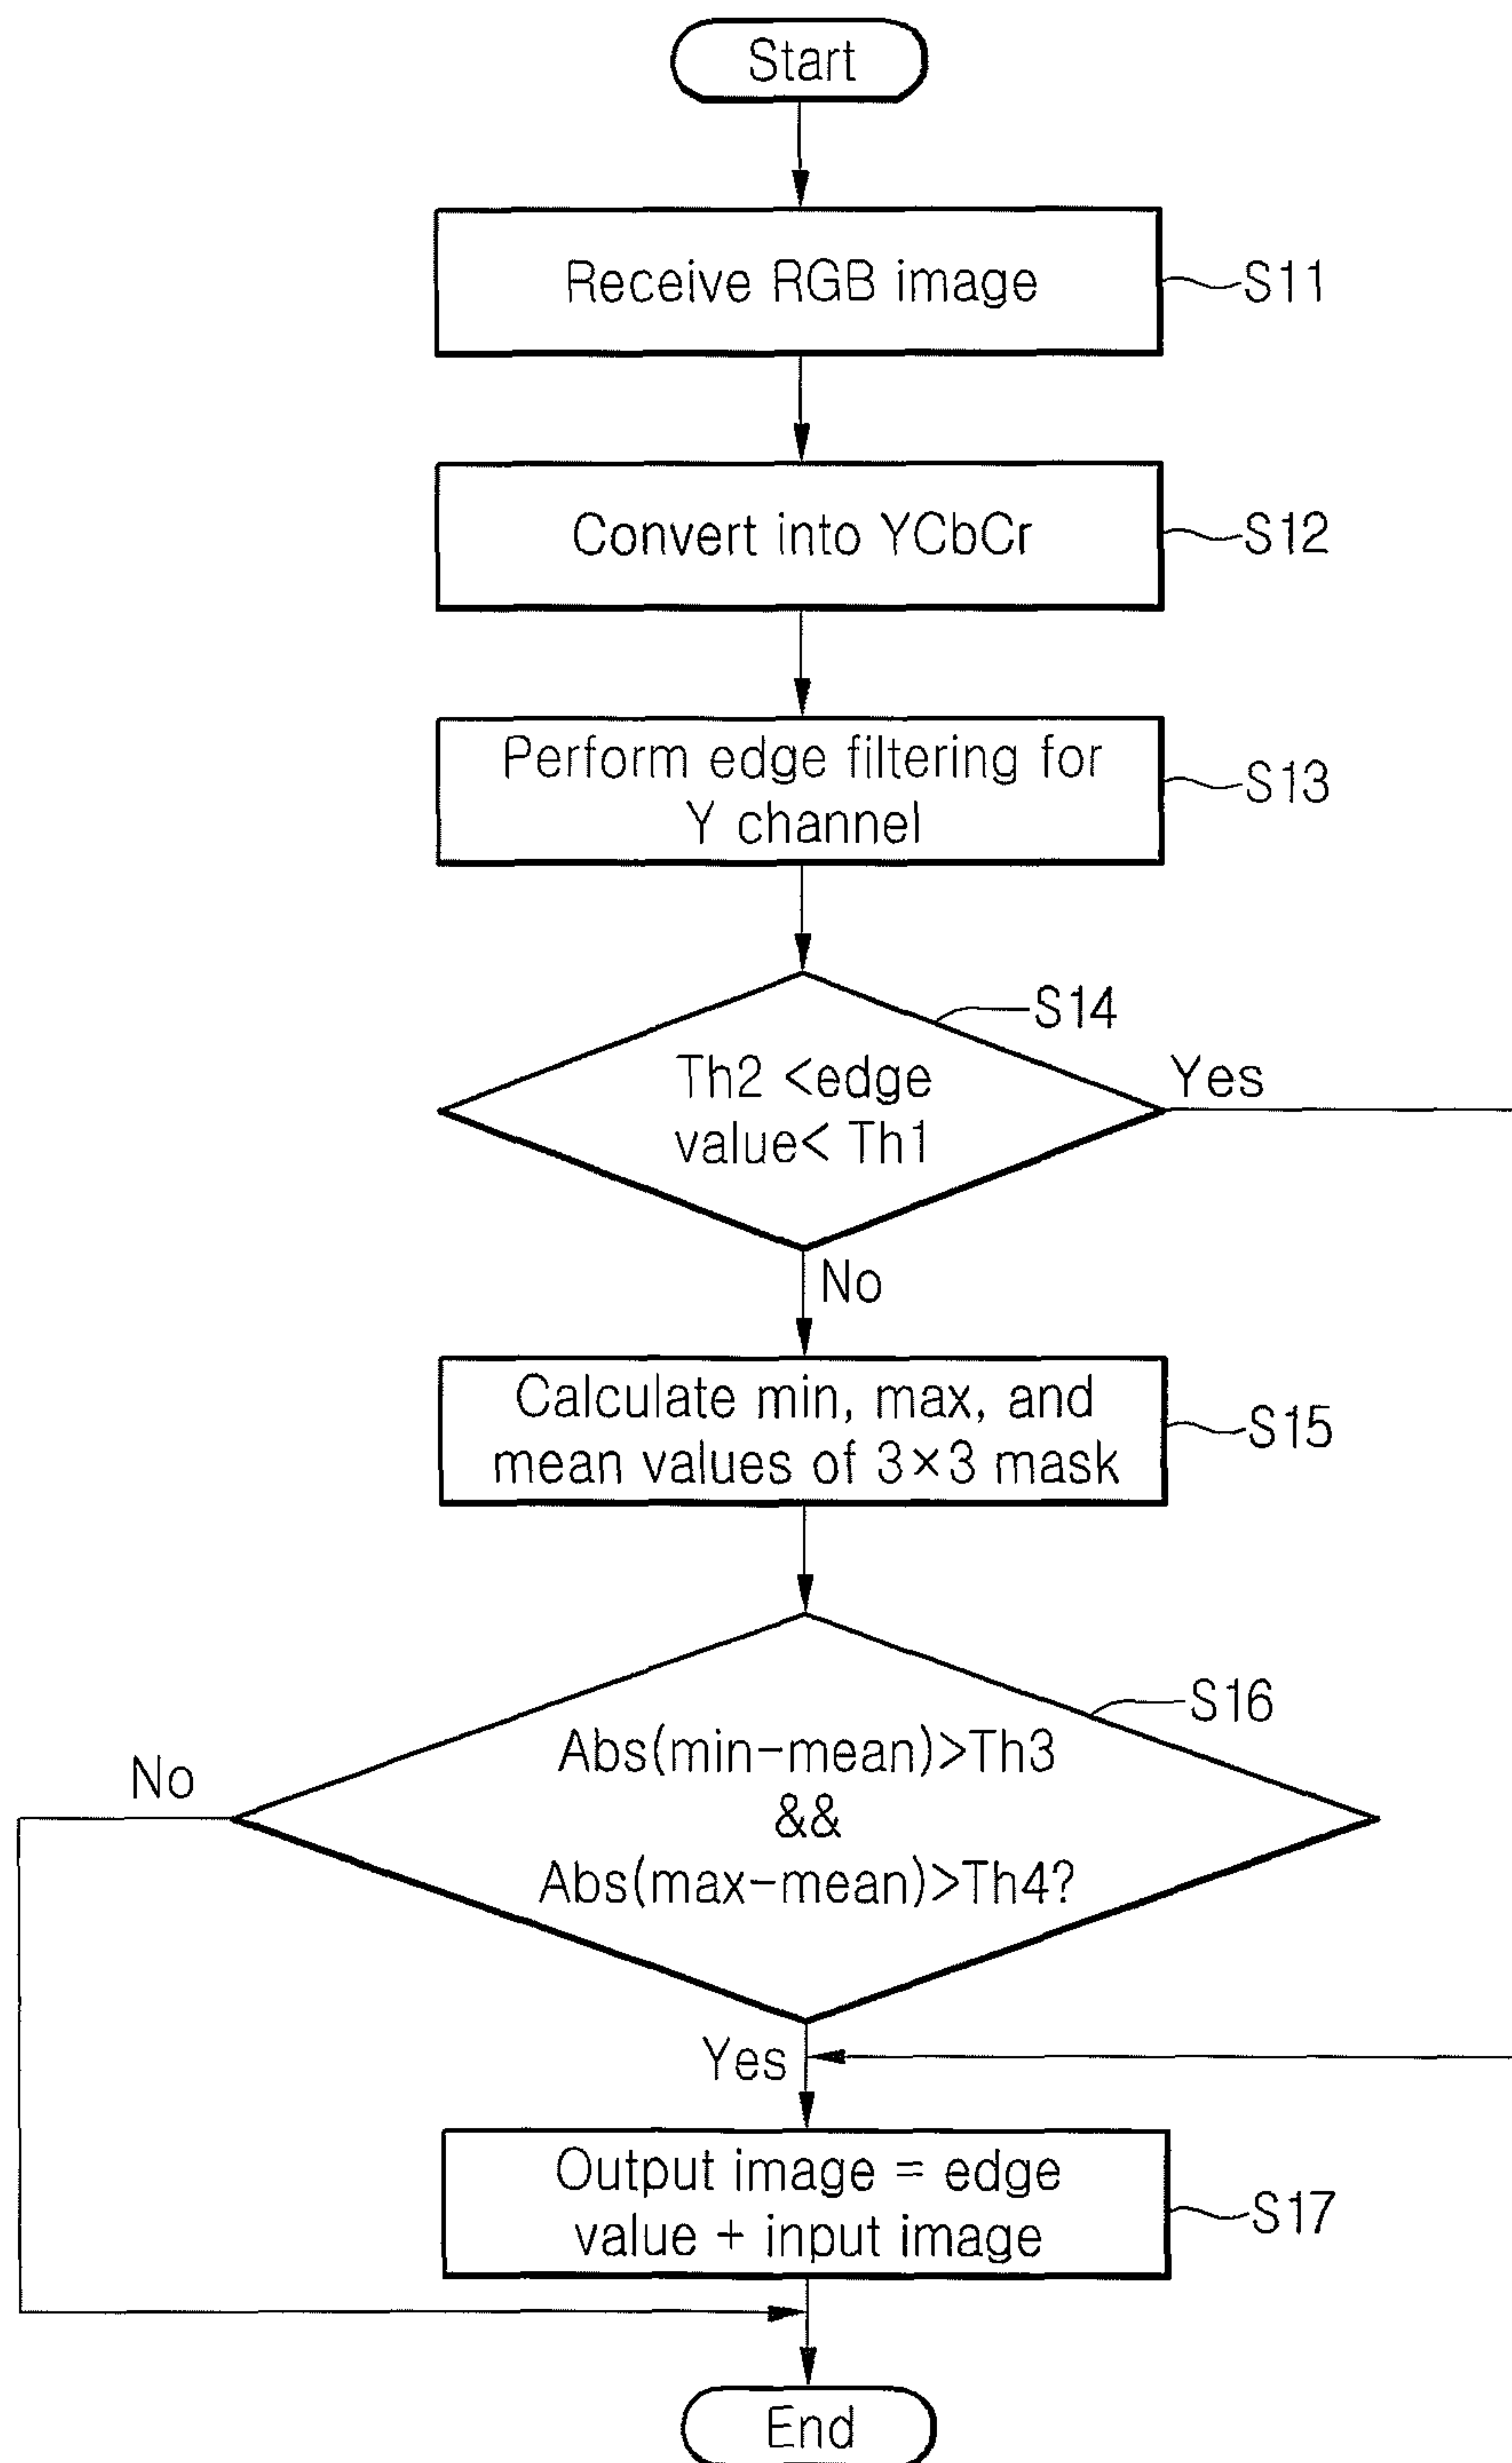 Start
Receive RGB image
S11
Convert into YCbCr
S12
Perform edge filtering for
Y channel
S13
S14
Th2 <edge
value< Th1
Yes
No
Calculate min, max, and
mean values of 3×3 mask
S15
S16
Abs(min-mean)>Th3
&&
Abs(max-mean)>Th4?
No
Yes
Output image = edge
value + input image
S17
End